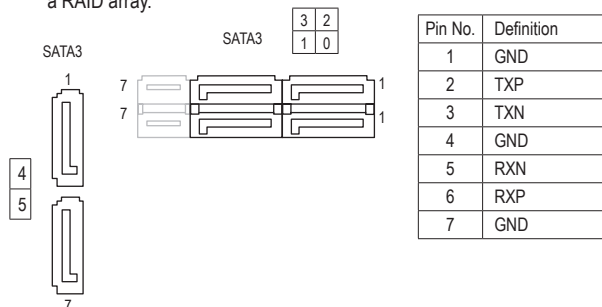 a RAID array.
SATA3
1
4
5
7
SATA3
3 2
1 0
7 1
7 1
Pin No. Definition
1 GND
2 TXP
3 TXN
4 GND
5 RXN
6 RXP
7 GND